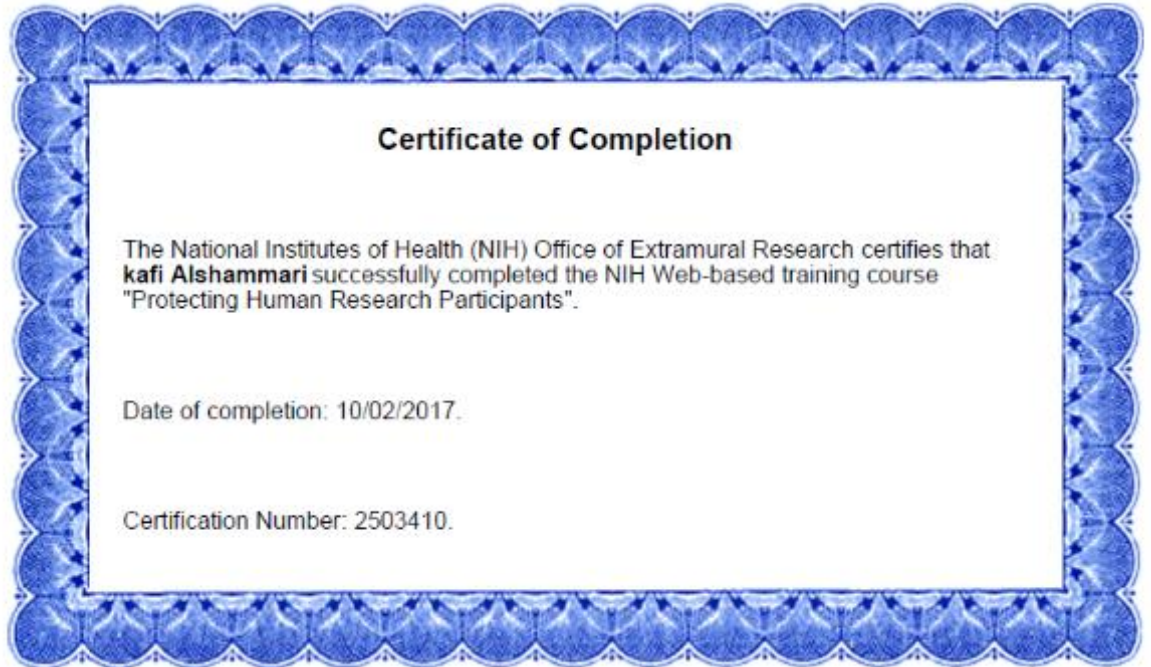 Certificate of Completion
The National Institutes of Health (NIH) Office of Extramural Research certifies that
kafi Alshammari successfully completed the NIH Web-based training course
"Protecting Human Research Participants".
Date of completion: 10/02/2017.
Certification Number: 2503410.